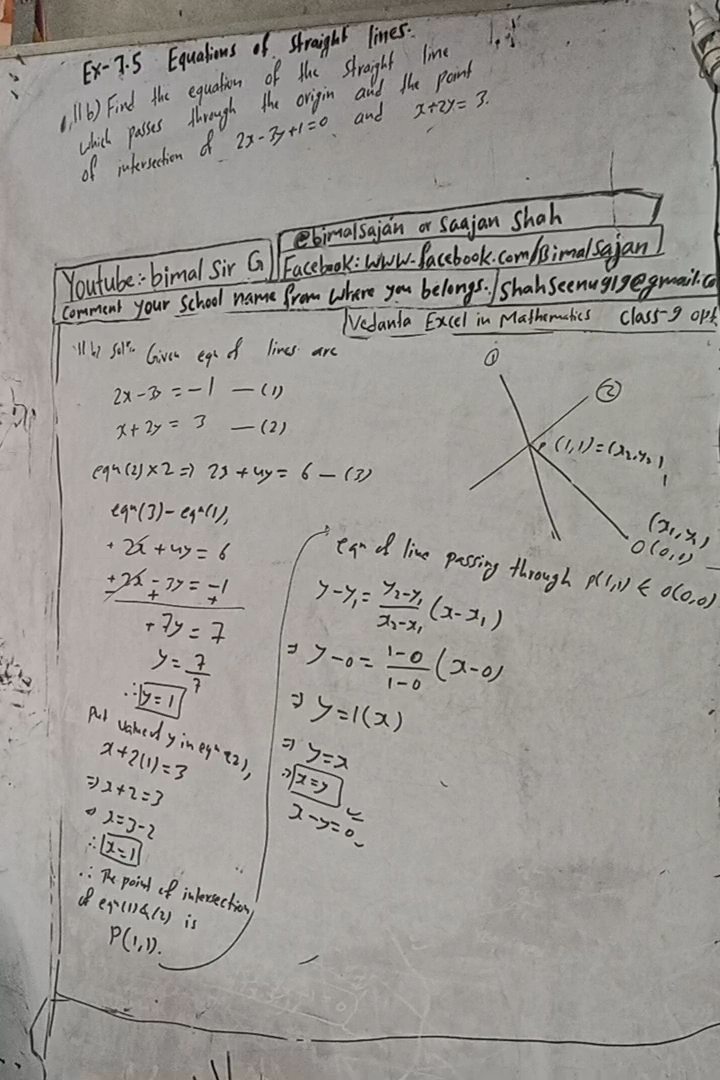 Ex-7.5 Equations of straight lines.
11 b) Find the equation of the straight line
which passes through the origin and the point
of intersection of 2x-3y+1=0 and x+2y=3.
Youtube:- bimal Sir G
@bimalsajan or Saajan Shah
Facebook: www.facebook.com/Bimalsajan
Comment your School name from where you belongs. / Shahseenu919@gmail.co
Vedanta Excel in Mathematics Class-9 opt
11 b) Solⁿ. Given eqn of lines are
2x-3y = -1 — (1)
x+2y = 3 — (2)
eqn (2) x 2 => 2x + 4y = 6 — (3)
eqn(3) - eqn(1),
+ 2x + 4y = 6
+ 2x - 3y = -1
- + +
+ 7y = 7
y = 7/7
∴ y = 1
Put value of y in eqn (2),
x+2(1) = 3
=> x+2 = 3
=> x = 3-2
∴ x = 1
∴ The point of intersection
of eqn(1) & (2) is
P(1,1).
①
②
P(1,1) = (x₂,y₂)
(x₁,y₁)
eqn of line passing through P(1,1) & O(0,0)
y-y₁ = y₂-y₁/x₂-x₁ (x-x₁)
=> y-0 = 1-0/1-0 (x-0)
=> y = 1(x)
=> y = x
=> x = y
x-y = 0